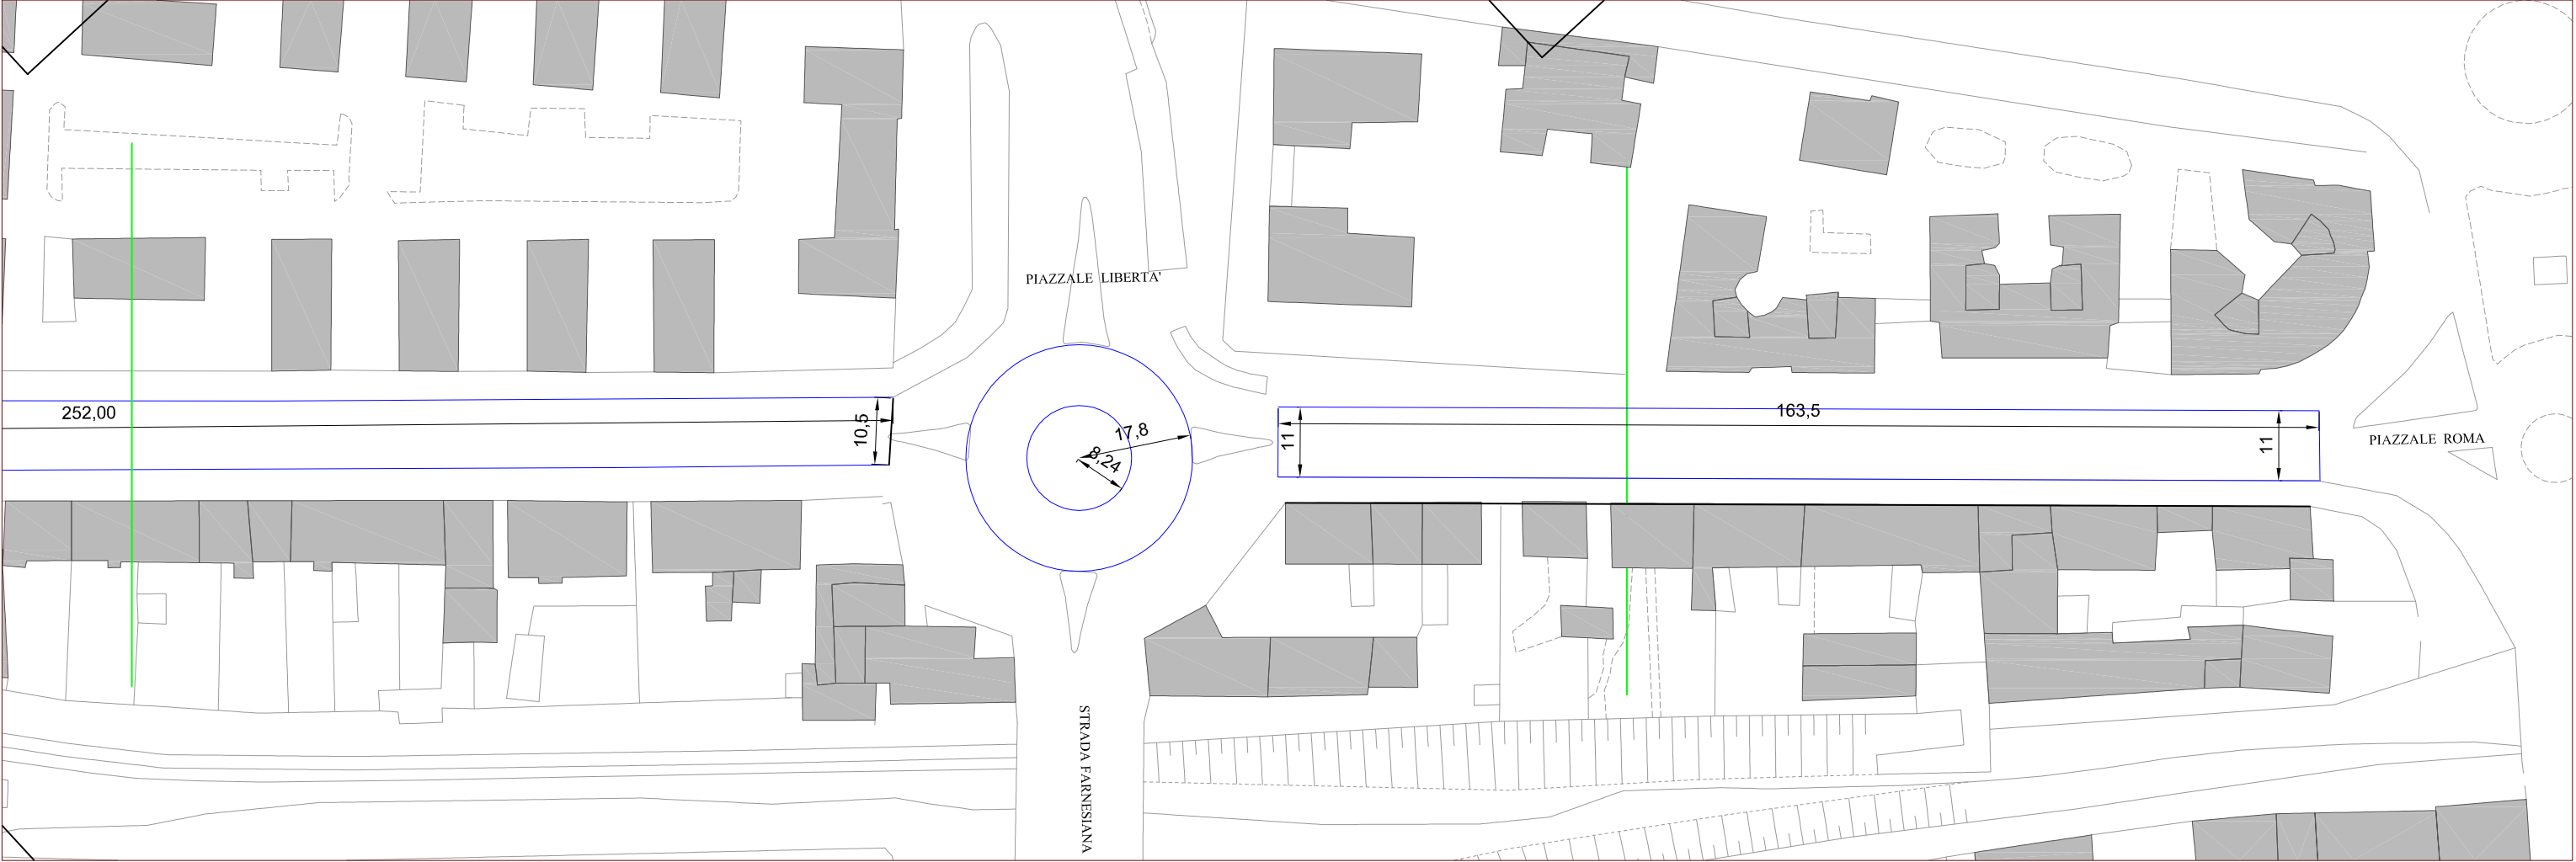 PIAZZALE LIBERTA'
252,00
10,5
17,8
8,24
11
163,5
11
PIAZZALE ROMA
STRADA FARNESIANA